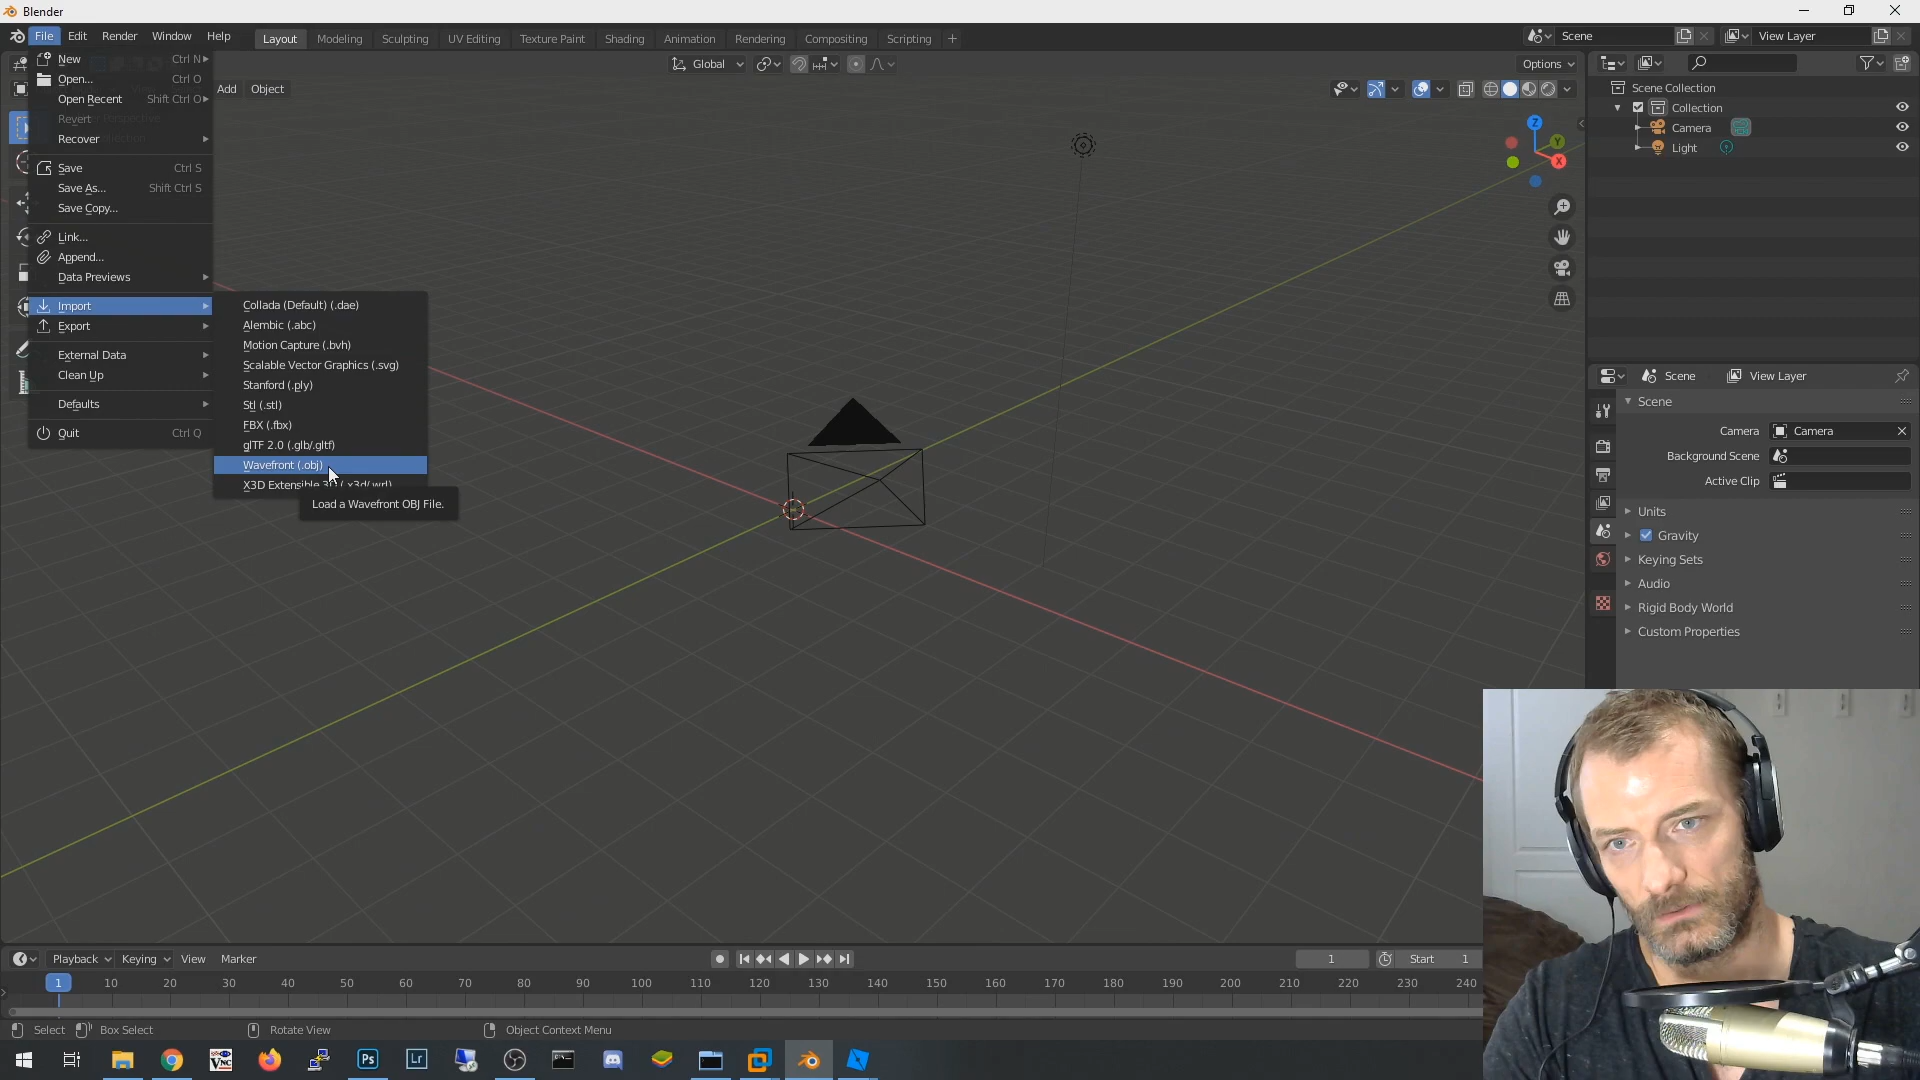 Blender
File Edit Render Window Help Layout Modeling Sculpting UV Editing Texture Paint Shading Animation Rendering Compositing Scripting + Scene View Layer
New Ctrl N
Open... Ctrl O
Open Recent Shift Ctrl O
Revert
Recover
Save Ctrl S
Save As... Shift Ctrl S
Save Copy...
Link...
Append...
Data Previews
Import
Export
External Data
Clean Up
Defaults
Quit Ctrl Q
Collada (Default) (.dae)
Alembic (.abc)
Motion Capture (.bvh)
Scalable Vector Graphics (.svg)
Stanford (.ply)
Stl (.stl)
FBX (.fbx)
glTF 2.0 (.glb/.gltf)
Wavefront (.obj)
X3D Extensible 3D (.x3d/.wrl)
Load a Wavefront OBJ File.
Global
Options
Add Object
Z
Y
X
Scene Collection
Collection
Camera
Light
Scene View Layer
Scene
Camera Camera
Background Scene
Active Clip
Units
Gravity
Keying Sets
Audio
Rigid Body World
Custom Properties
Playback Keying View Marker 1 Start 1
1 10 20 30 40 50 60 70 80 90 100 110 120 130 140 150 160 170 180 190 200 210 220 230 240
Select Box Select Rotate View Object Context Menu
Ps Lr